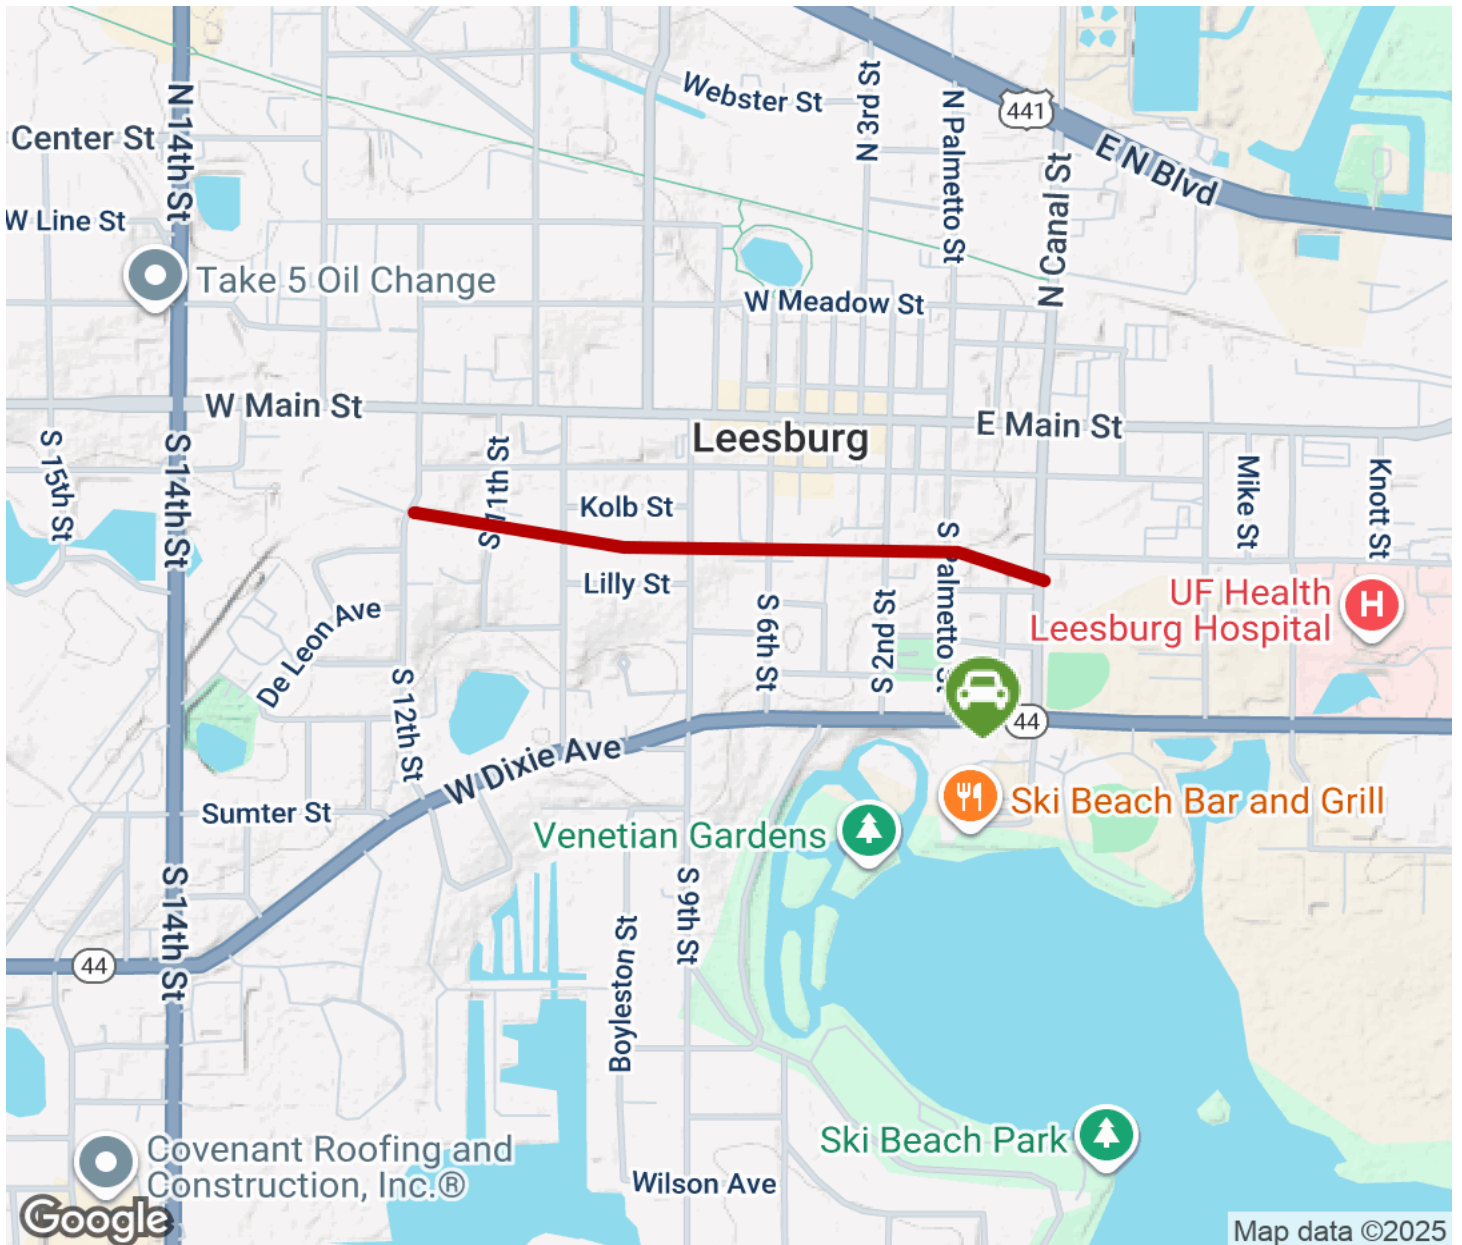 Webster St
N 3rd St
N Palmetto St
441
E N Blvd
N 14th St
Center St
W Line St
N Canal St
Take 5 Oil Change
W Meadow St
W Main St
E Main St
Leesburg
S 15th St
S 14th St
S 11th St
Kolb St
Mike St
Knott St
Lilly St
UF Health
Leesburg Hospital
H
De Leon Ave
S 12th St
S 6th St
S 2nd St
S Palmetto St
44
W Dixie Ave
Sumter St
Venetian Gardens
Ski Beach Bar and Grill
S 14th St
44
S 9th St
Boyleston St
Ski Beach Park
Covenant Roofing and
Construction, Inc.®
Wilson Ave
Google
Map data ©2025